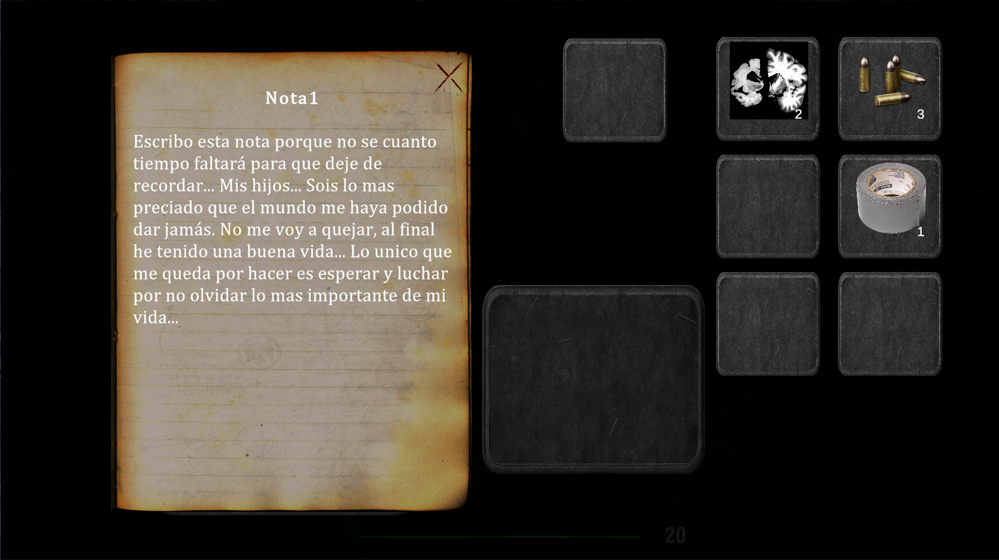 Nota1
Escribo esta nota porque no se cuanto
tiempo faltará para que deje de
recordar... Mis hijos... Sois lo mas
preciado que el mundo me haya podido
dar jamás. No me voy a quejar, al final
he tenido una buena vida... Lo unico que
me queda por hacer es esperar y luchar
por no olvidar lo mas importante de mi
vida...
2
3
1
20